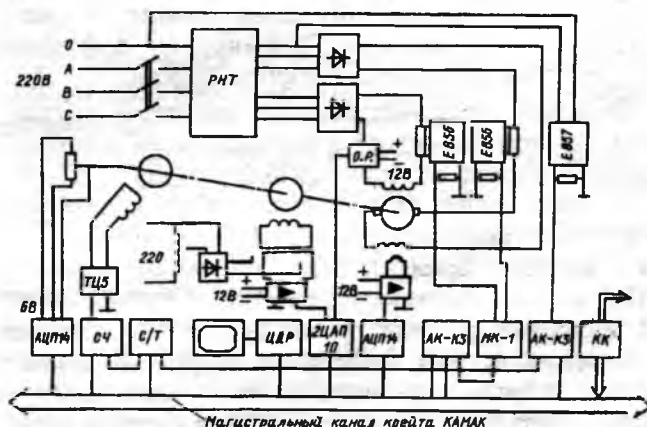 0
A
220В
B
C
РНТ
О.Р.
12В
Е856
Е856
Е857
220
12В
12В
ТЦ5
6В
АЦП14
СЧ
С/Т
ЦДР
2ЦАП
10
АЦП14
АК-К3
МК-1
АК-К3
КК
Магистральный канал крейта КАМАК